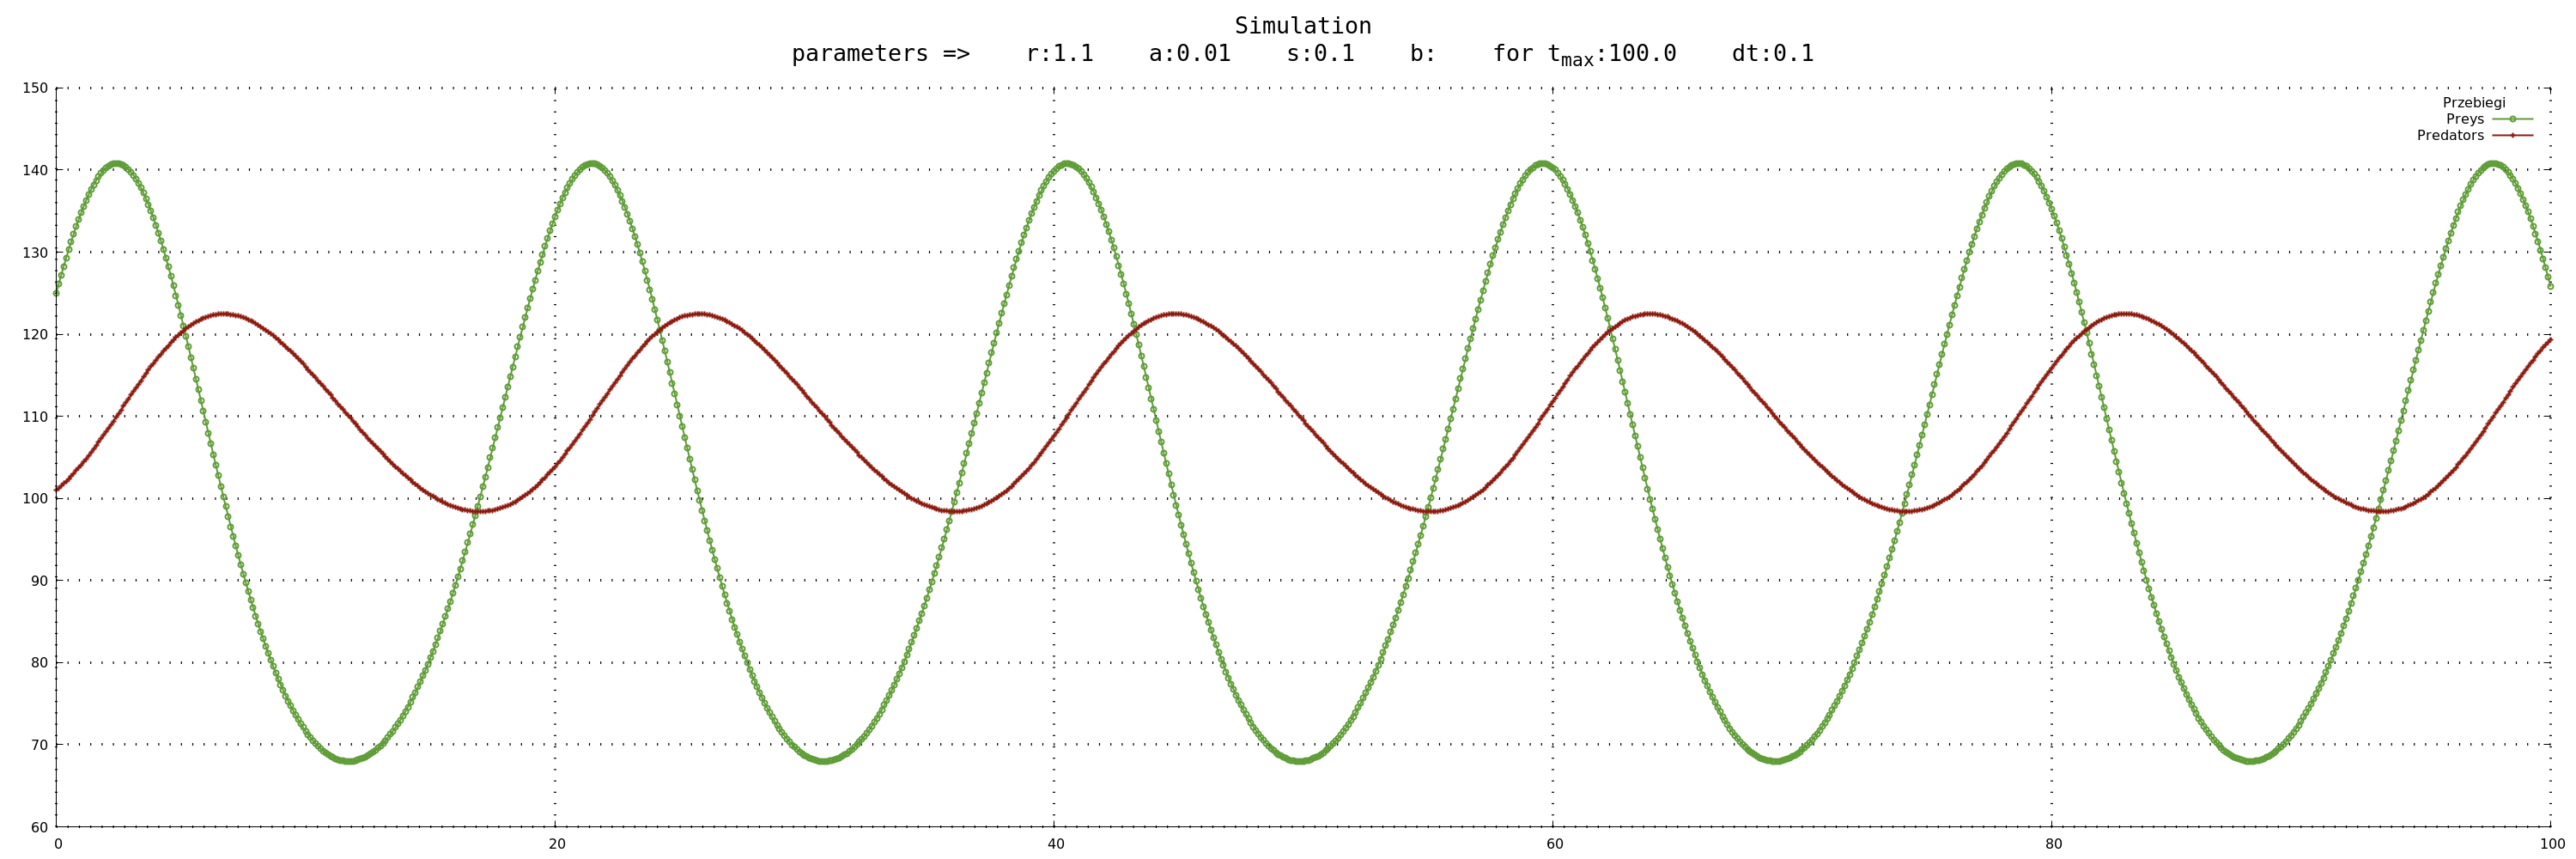 Simulation
parameters => r:1.1 a:0.01 s:0.1 b: for tmax:100.0 dt:0.1
150
140
130
120
110
100
90
80
70
60
Przebiegi
Preys
Predators
0 20 40 60 80 100